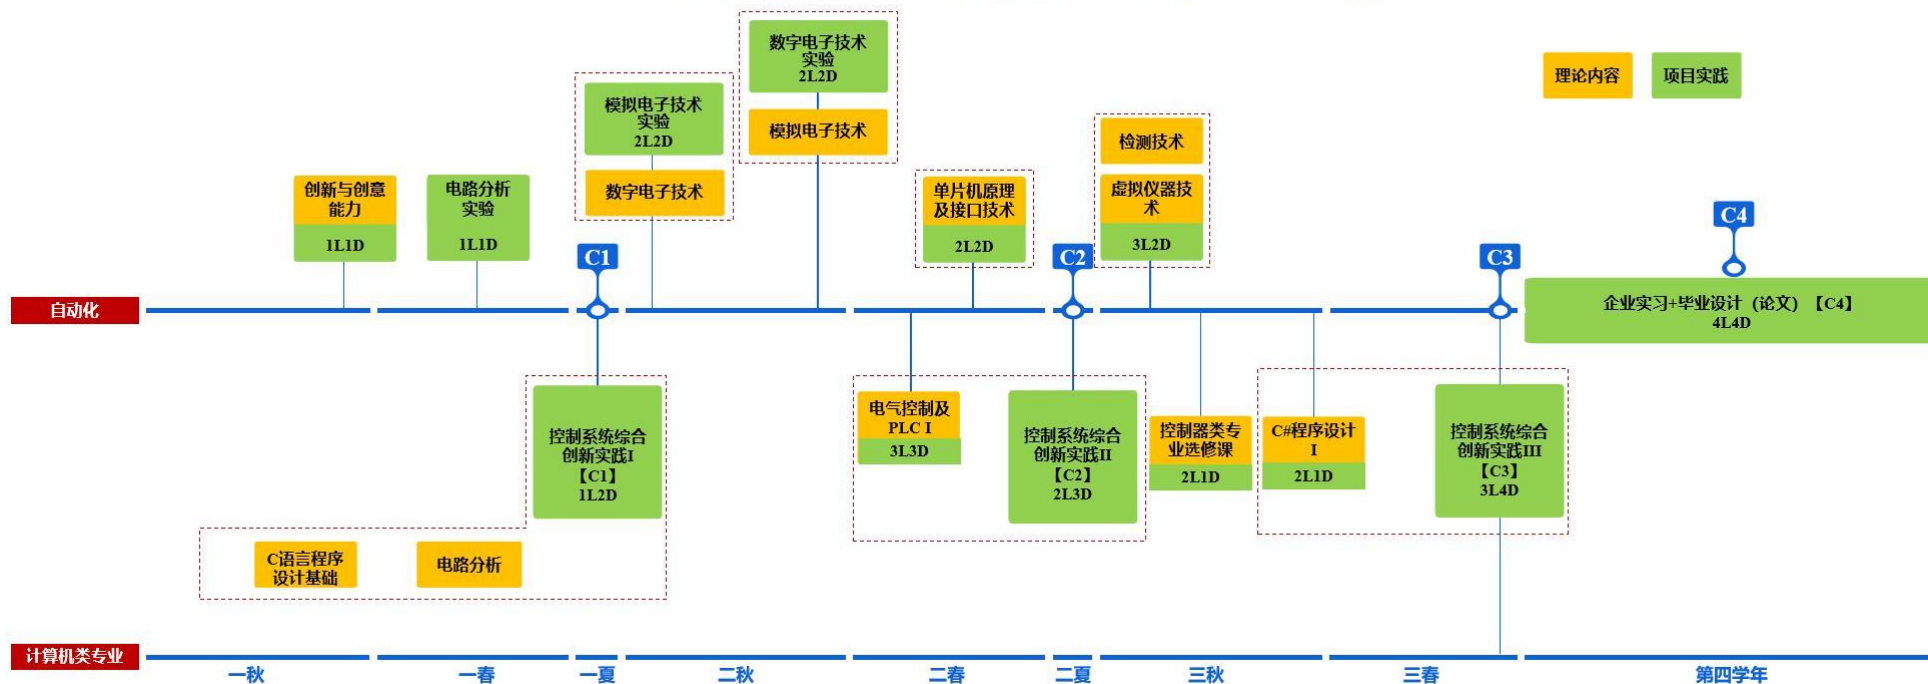 数字电子技术
实验
2L2D
模拟电子技术
理论内容
项目实践
模拟电子技术
实验
2L2D
数字电子技术
检测技术
虚拟仪器技
术
3L2D
创新与创意
能力
1L1D
电路分析
实验
1L1D
单片机原理
及接口技术
2L2D
C1
C2
C3
C4
自动化
企业实习+毕业设计（论文）【C4】
4L4D
控制系统综合
创新实践I
【C1】
1L2D
电气控制及
PLC I
3L3D
控制系统综合
创新实践II
【C2】
2L3D
控制器类专
业选修课
2L1D
C#程序设计
I
2L1D
控制系统综合
创新实践III
【C3】
3L4D
C语言程序
设计基础
电路分析
计算机类专业
一秋
一春
一夏
二秋
二春
二夏
三秋
三春
第四学年